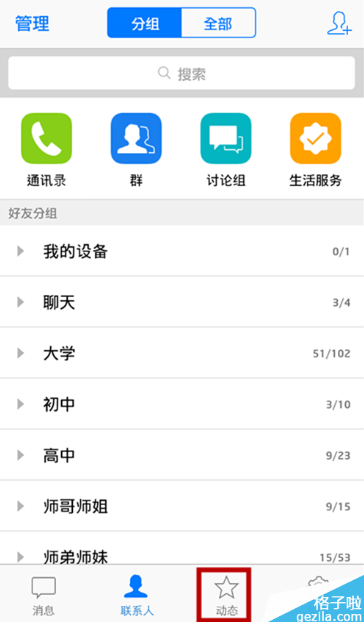 管理 分组 全部
搜索
通讯录 群 讨论组 生活服务
好友分组
我的设备 0/1
聊天 3/4
大学 51/102
初中 3/10
高中 9/23
师哥师姐 9/15
师弟师妹 15/53
消息 联系人 动态
格子啦
gezila.com